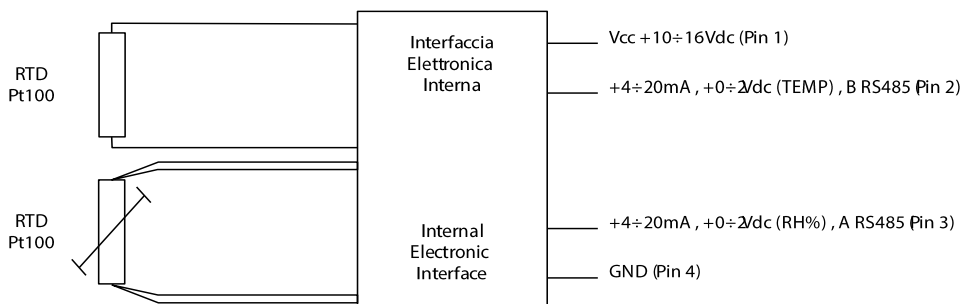 RTD
Pt100
Interfaccia
Elettronica
Interna
Vcc +10÷16Vdc (Pin 1)
+4÷20mA , +0÷2Vdc (TEMP) , B RS485 (Pin 2)
RTD
Pt100
Internal
Electronic
Interface
+4÷20mA , +0÷2Vdc (RH%) , A RS485 (Pin 3)
GND (Pin 4)